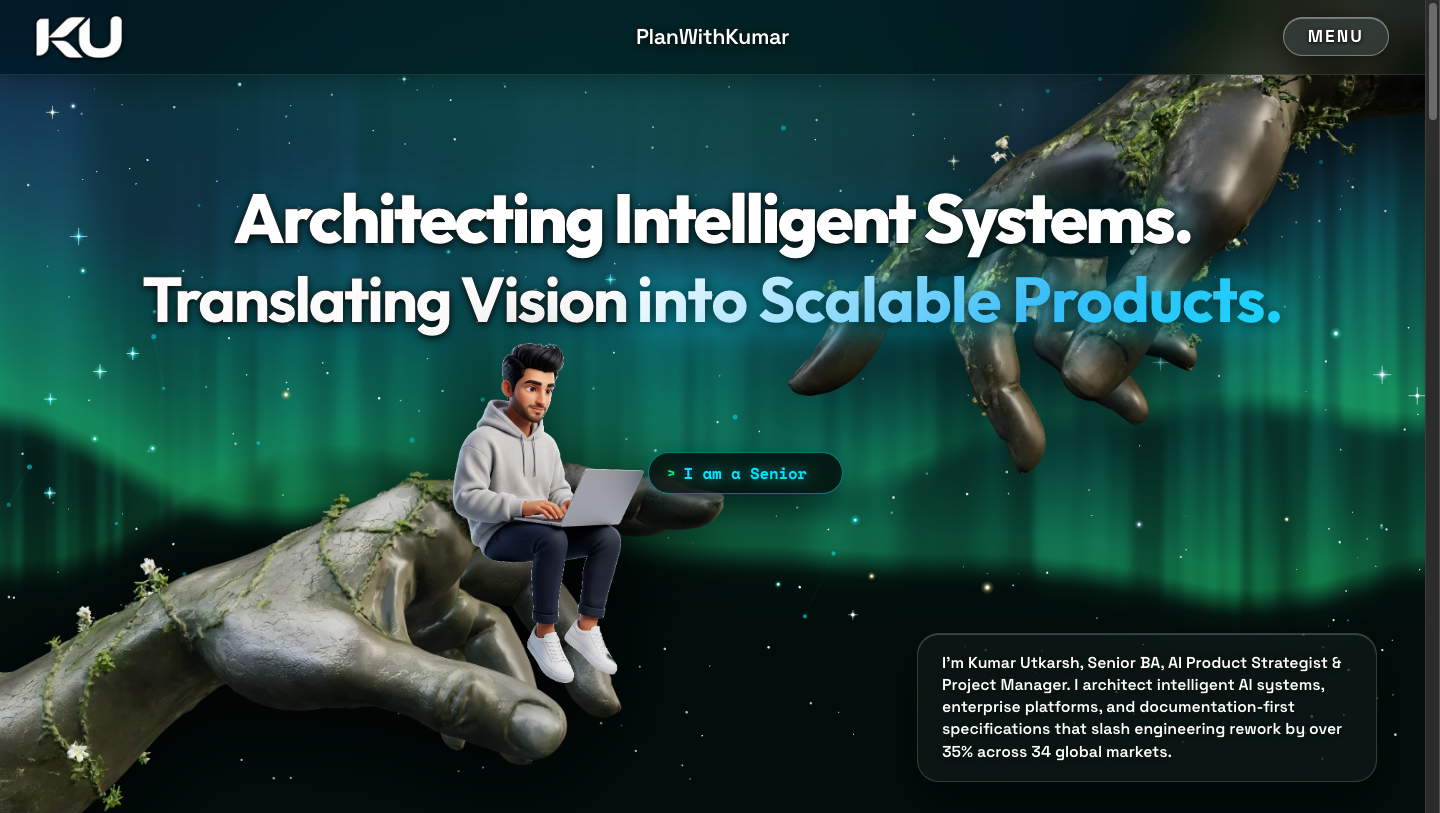 KU
PlanWithKumar
MENU
Architecting Intelligent Systems.
Translating Vision into Scalable Products.
> I am a Senior
I'm Kumar Utkarsh, Senior BA, AI Product Strategist &
Project Manager. I architect intelligent AI systems,
enterprise platforms, and documentation-first
specifications that slash engineering rework by over
35% across 34 global markets.